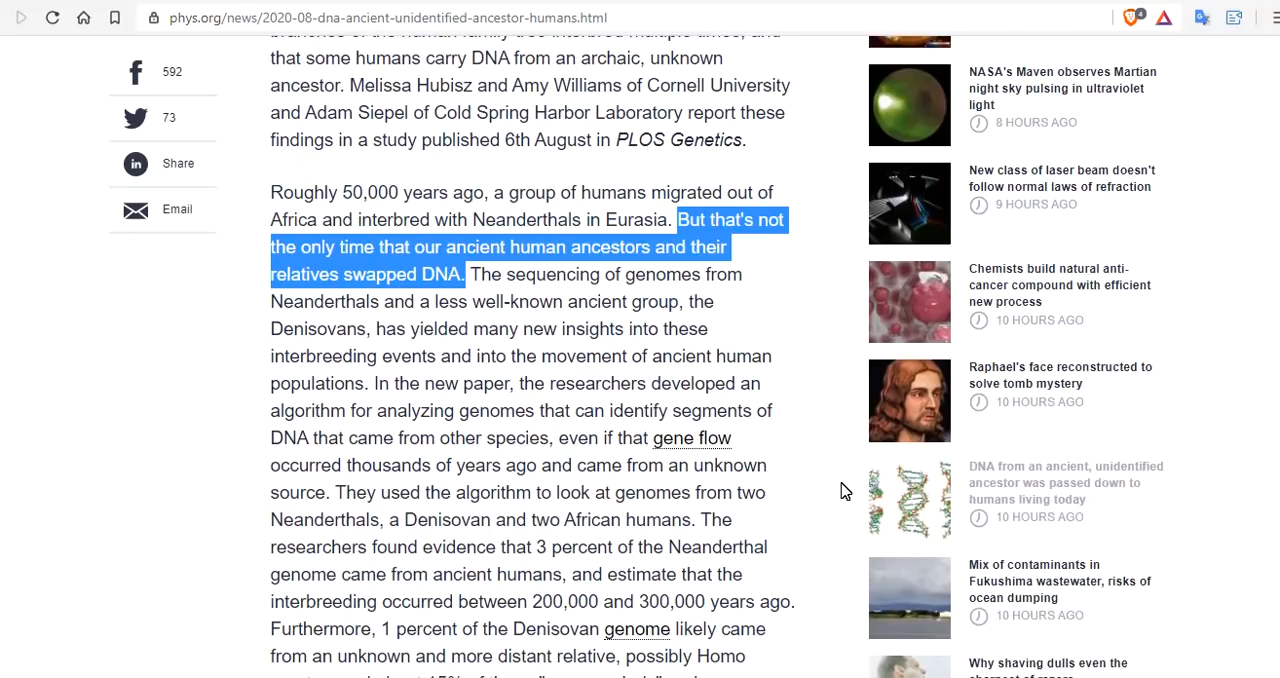 phys.org/news/2020-08-dna-ancient-unidentified-ancestor-humans.html
4
that some humans carry DNA from an archaic, unknown
ancestor. Melissa Hubisz and Amy Williams of Cornell University
and Adam Siepel of Cold Spring Harbor Laboratory report these
findings in a study published 6th August in PLOS Genetics.
Roughly 50,000 years ago, a group of humans migrated out of
Africa and interbred with Neanderthals in Eurasia. But that's not
the only time that our ancient human ancestors and their
relatives swapped DNA. The sequencing of genomes from
Neanderthals and a less well-known ancient group, the
Denisovans, has yielded many new insights into these
interbreeding events and into the movement of ancient human
populations. In the new paper, the researchers developed an
algorithm for analyzing genomes that can identify segments of
DNA that came from other species, even if that gene flow
occurred thousands of years ago and came from an unknown
source. They used the algorithm to look at genomes from two
Neanderthals, a Denisovan and two African humans. The
researchers found evidence that 3 percent of the Neanderthal
genome came from ancient humans, and estimate that the
interbreeding occurred between 200,000 and 300,000 years ago.
Furthermore, 1 percent of the Denisovan genome likely came
from an unknown and more distant relative, possibly Homo
592
73
in Share
Email
NASA's Maven observes Martian
night sky pulsing in ultraviolet
light
8 HOURS AGO
New class of laser beam doesn't
follow normal laws of refraction
9 HOURS AGO
Chemists build natural anti-
cancer compound with efficient
new process
10 HOURS AGO
Raphael's face reconstructed to
solve tomb mystery
10 HOURS AGO
DNA from an ancient, unidentified
ancestor was passed down to
humans living today
10 HOURS AGO
Mix of contaminants in
Fukushima wastewater, risks of
ocean dumping
10 HOURS AGO
Why shaving dulls even the